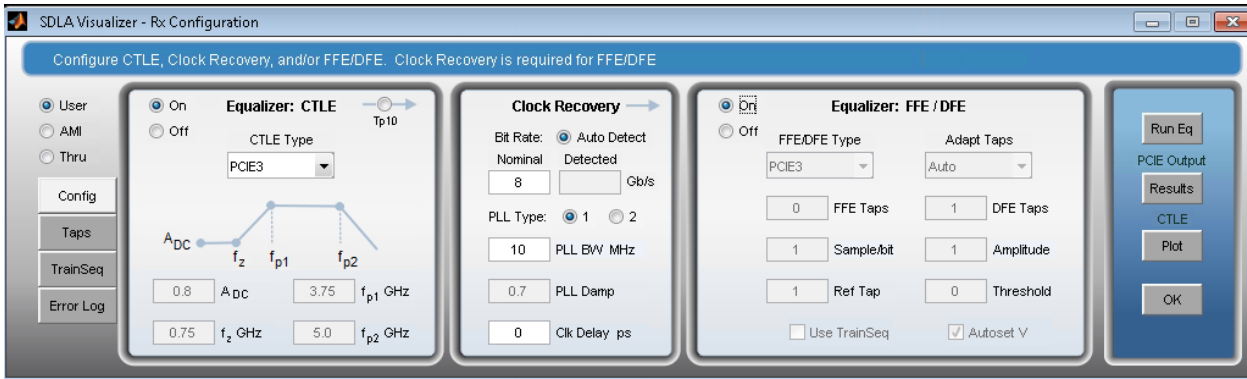 SDLA Visualizer - Rx Configuration
Configure CTLE, Clock Recovery, and/or FFE/DFE. Clock Recovery is required for FFE/DFE
User
AMI
Thru
Config
Taps
TrainSeq
Error Log
On
Off
Equalizer: CTLE
Tp10
CTLE Type
PCIE3
ADC
fz
fp1
fp2
0.8 ADC 3.75 fp1 GHz
0.75 fz GHz 5.0 fp2 GHz
Clock Recovery
Bit Rate: Auto Detect
Nominal Detected
8 Gb/s
PLL Type: 1 2
10 PLL BW MHz
0.7 PLL Damp
0 Clk Delay ps
On
Off
Equalizer: FFE / DFE
FFE/DFE Type Adapt Taps
PCIE3 Auto
0 FFE Taps 1 DFE Taps
1 Sample/bit 1 Amplitude
1 Ref Tap 0 Threshold
Use TrainSeq Autoset V
Run Eq
PCIE Output
Results
CTLE
Plot
OK